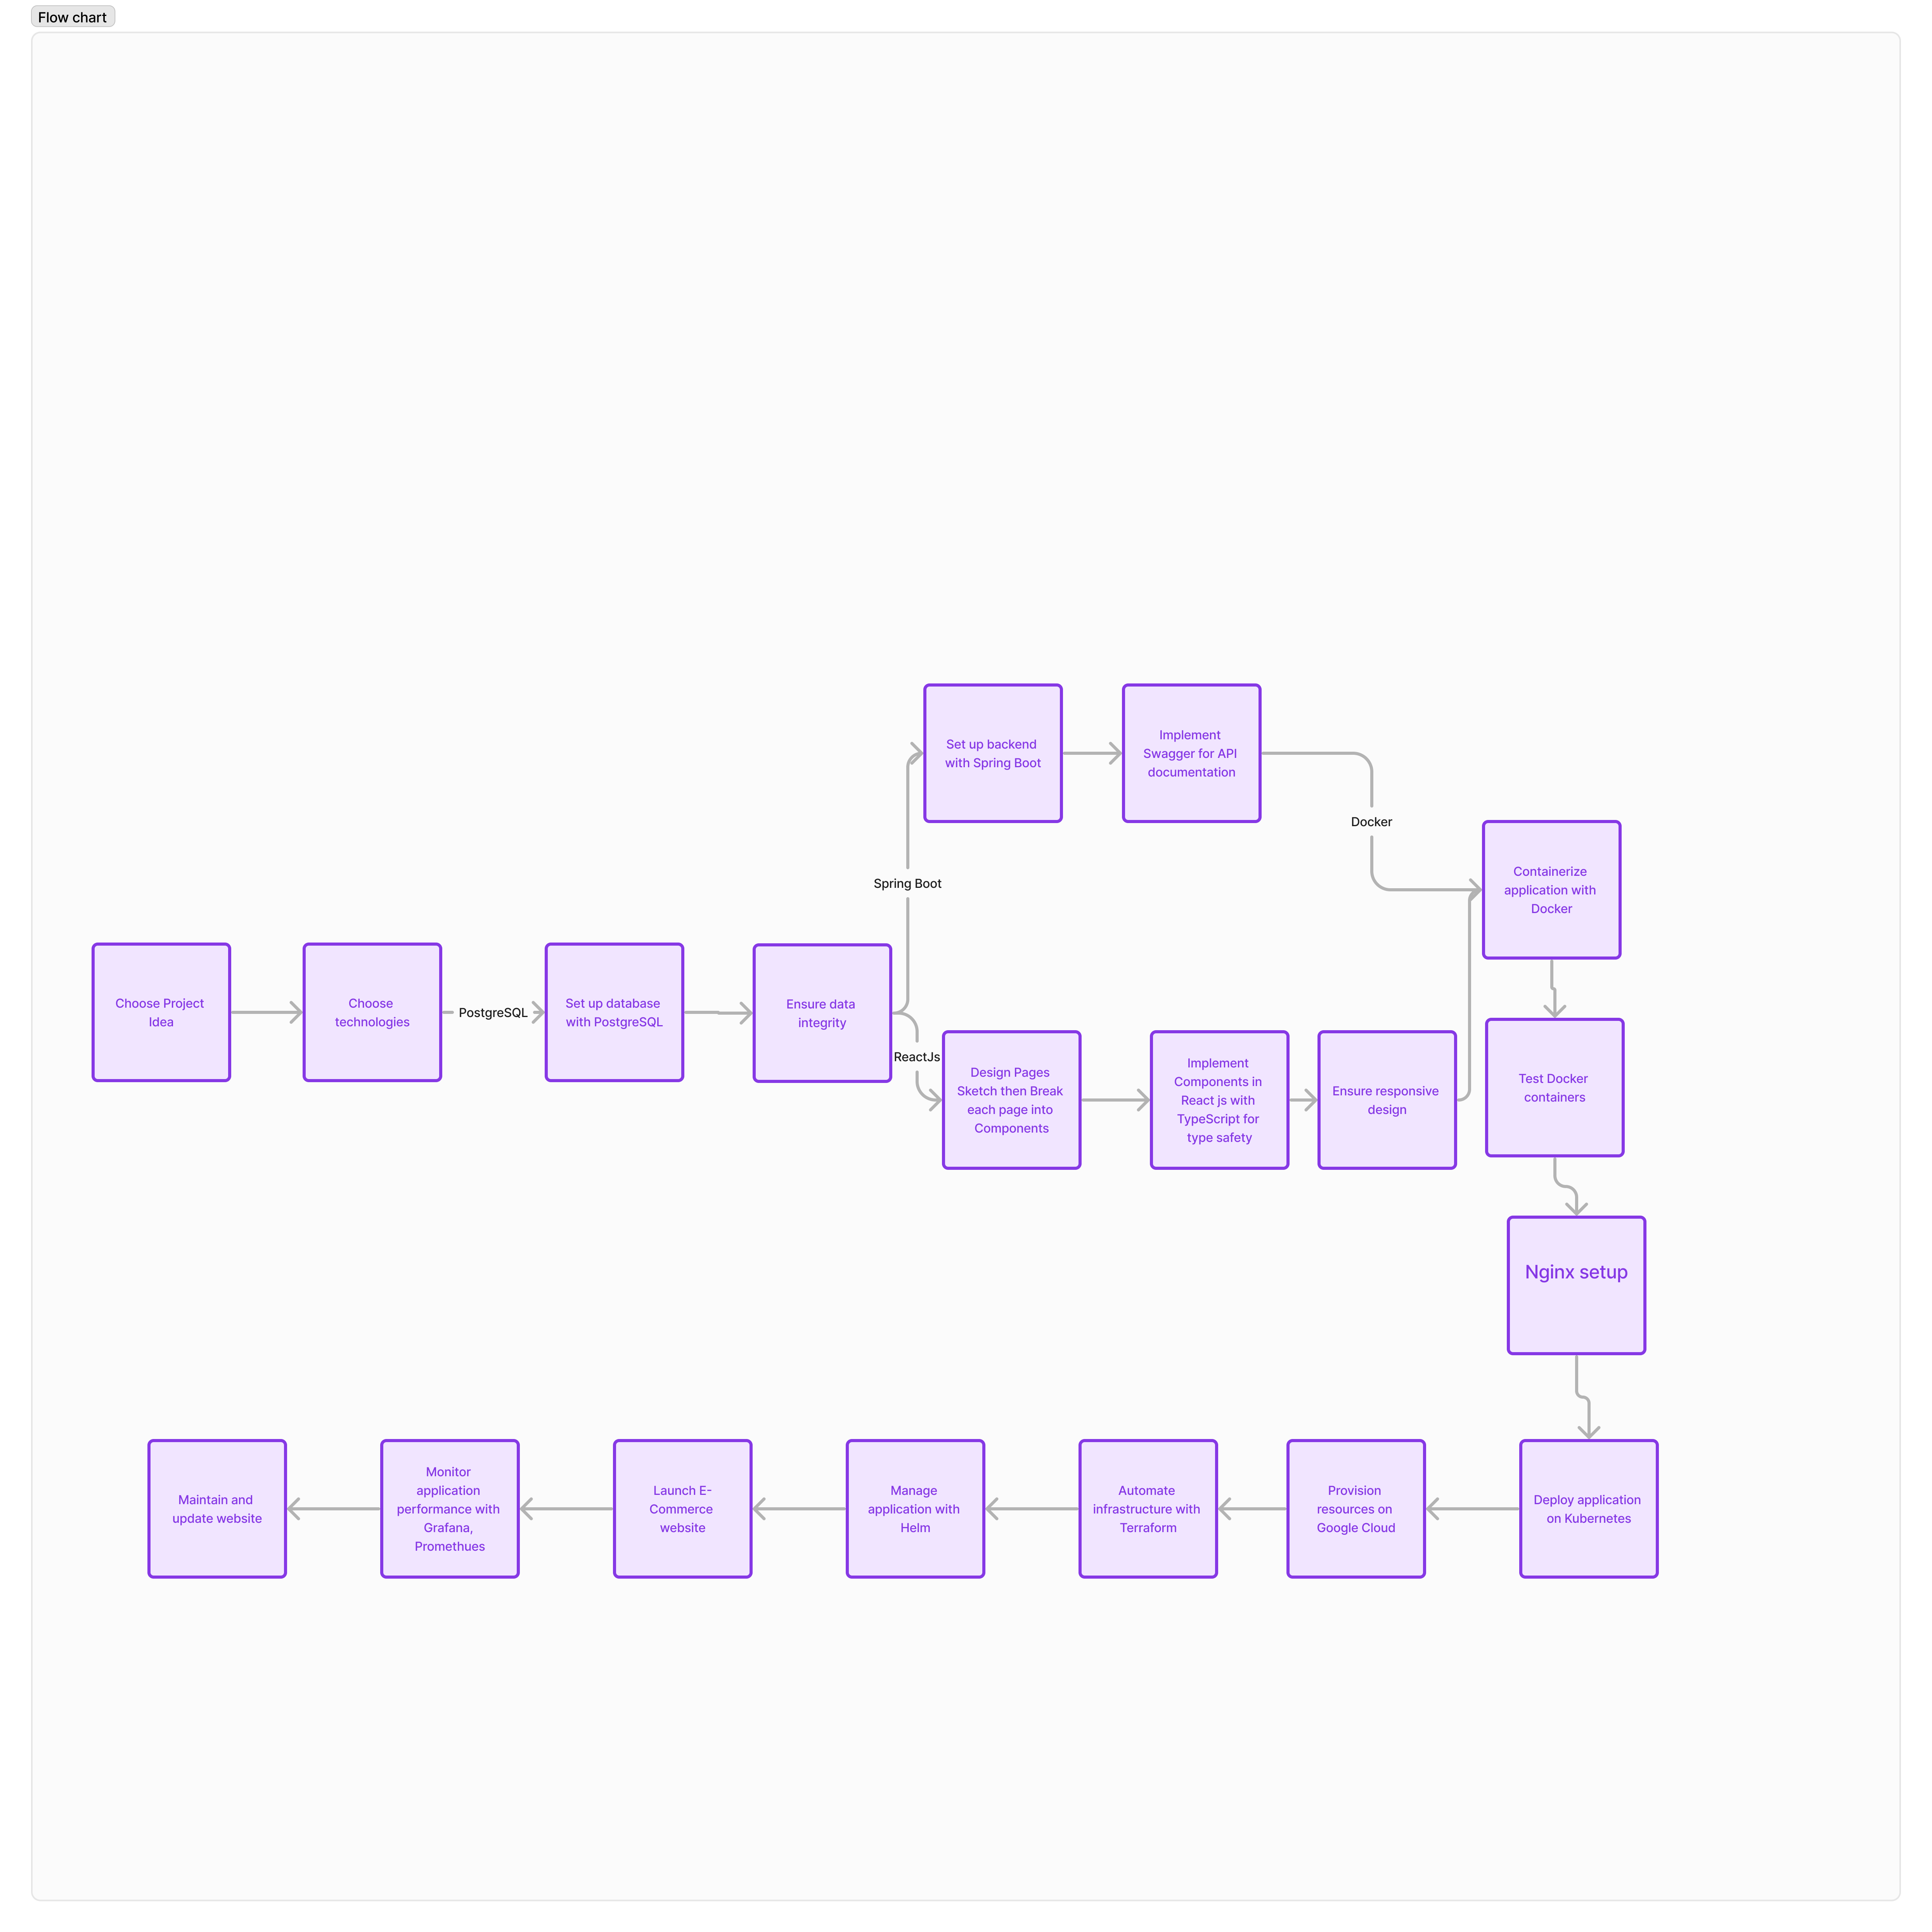 Flow chart
Set up backend
with Spring Boot
Implement
Swagger for API
documentation
Docker
Containerize
application with
Docker
Spring Boot
Choose Project
Idea
Choose
technologies
PostgreSQL
Set up database
with PostgreSQL
Ensure data
integrity
ReactJs
Design Pages
Sketch then Break
each page into
Components
Implement
Components in
React js with
TypeScript for
type safety
Ensure responsive
design
Test Docker
containers
Nginx setup
Maintain and
update website
Monitor
application
performance with
Grafana,
Promethues
Launch E-
Commerce
website
Manage
application with
Helm
Automate
infrastructure with
Terraform
Provision
resources on
Google Cloud
Deploy application
on Kubernetes